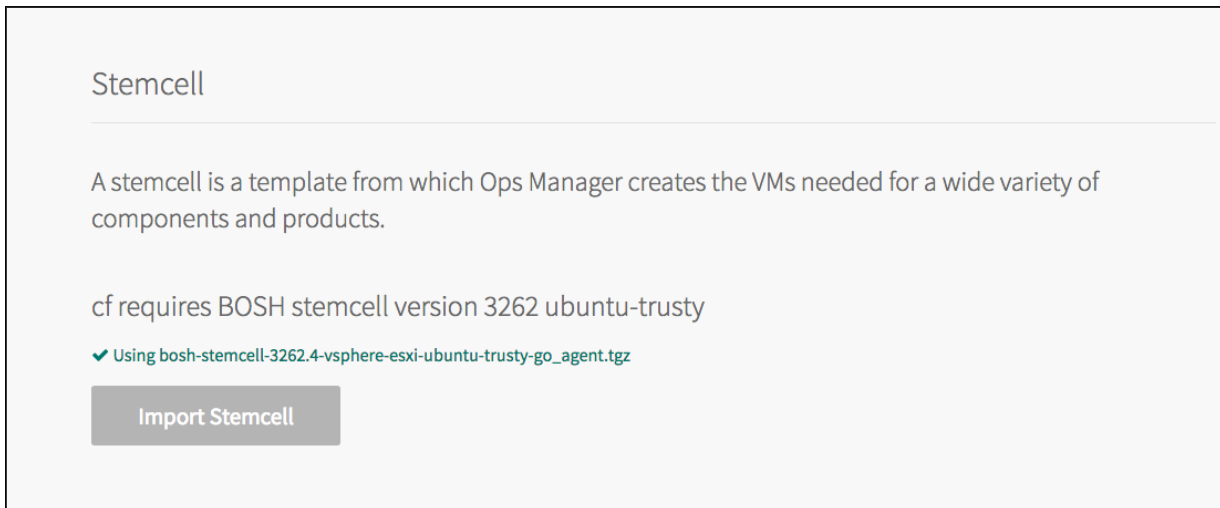 Stemcell
A stemcell is a template from which Ops Manager creates the VMs needed for a wide variety of
components and products.
cf requires BOSH stemcell version 3262 ubuntu-trusty
Using bosh-stemcell-3262.4-vsphere-esxi-ubuntu-trusty-go_agent.tgz
Import Stemcell